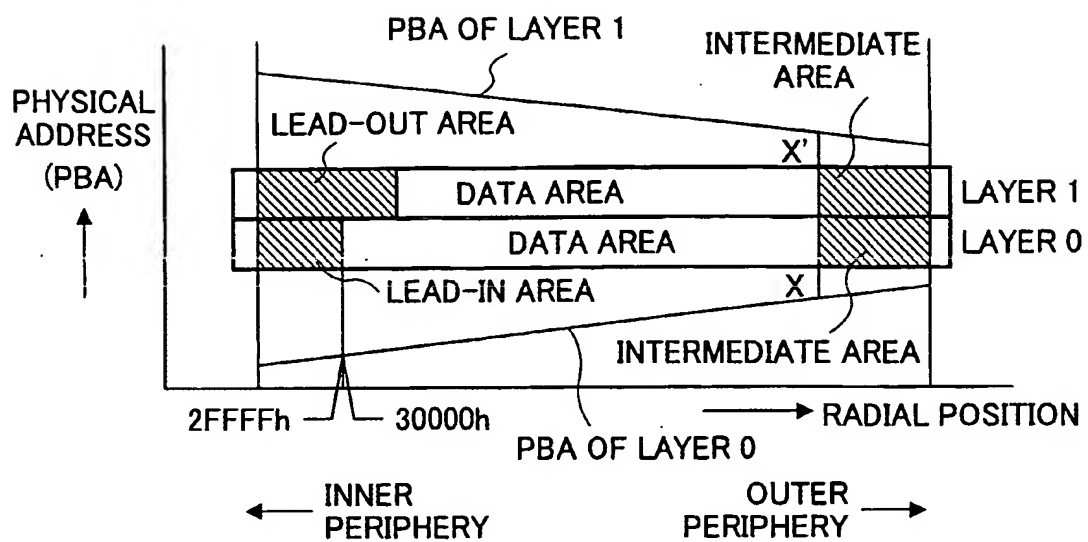 PBA OF LAYER 1
INTERMEDIATE
AREA
PHYSICAL
ADDRESS
(PBA)
LEAD-OUT AREA
X'
DATA AREA
LAYER 1
DATA AREA
LAYER 0
LEAD-IN AREA
X
INTERMEDIATE AREA
2FFFFh
30000h
RADIAL POSITION
PBA OF LAYER 0
INNER
PERIPHERY
OUTER
PERIPHERY